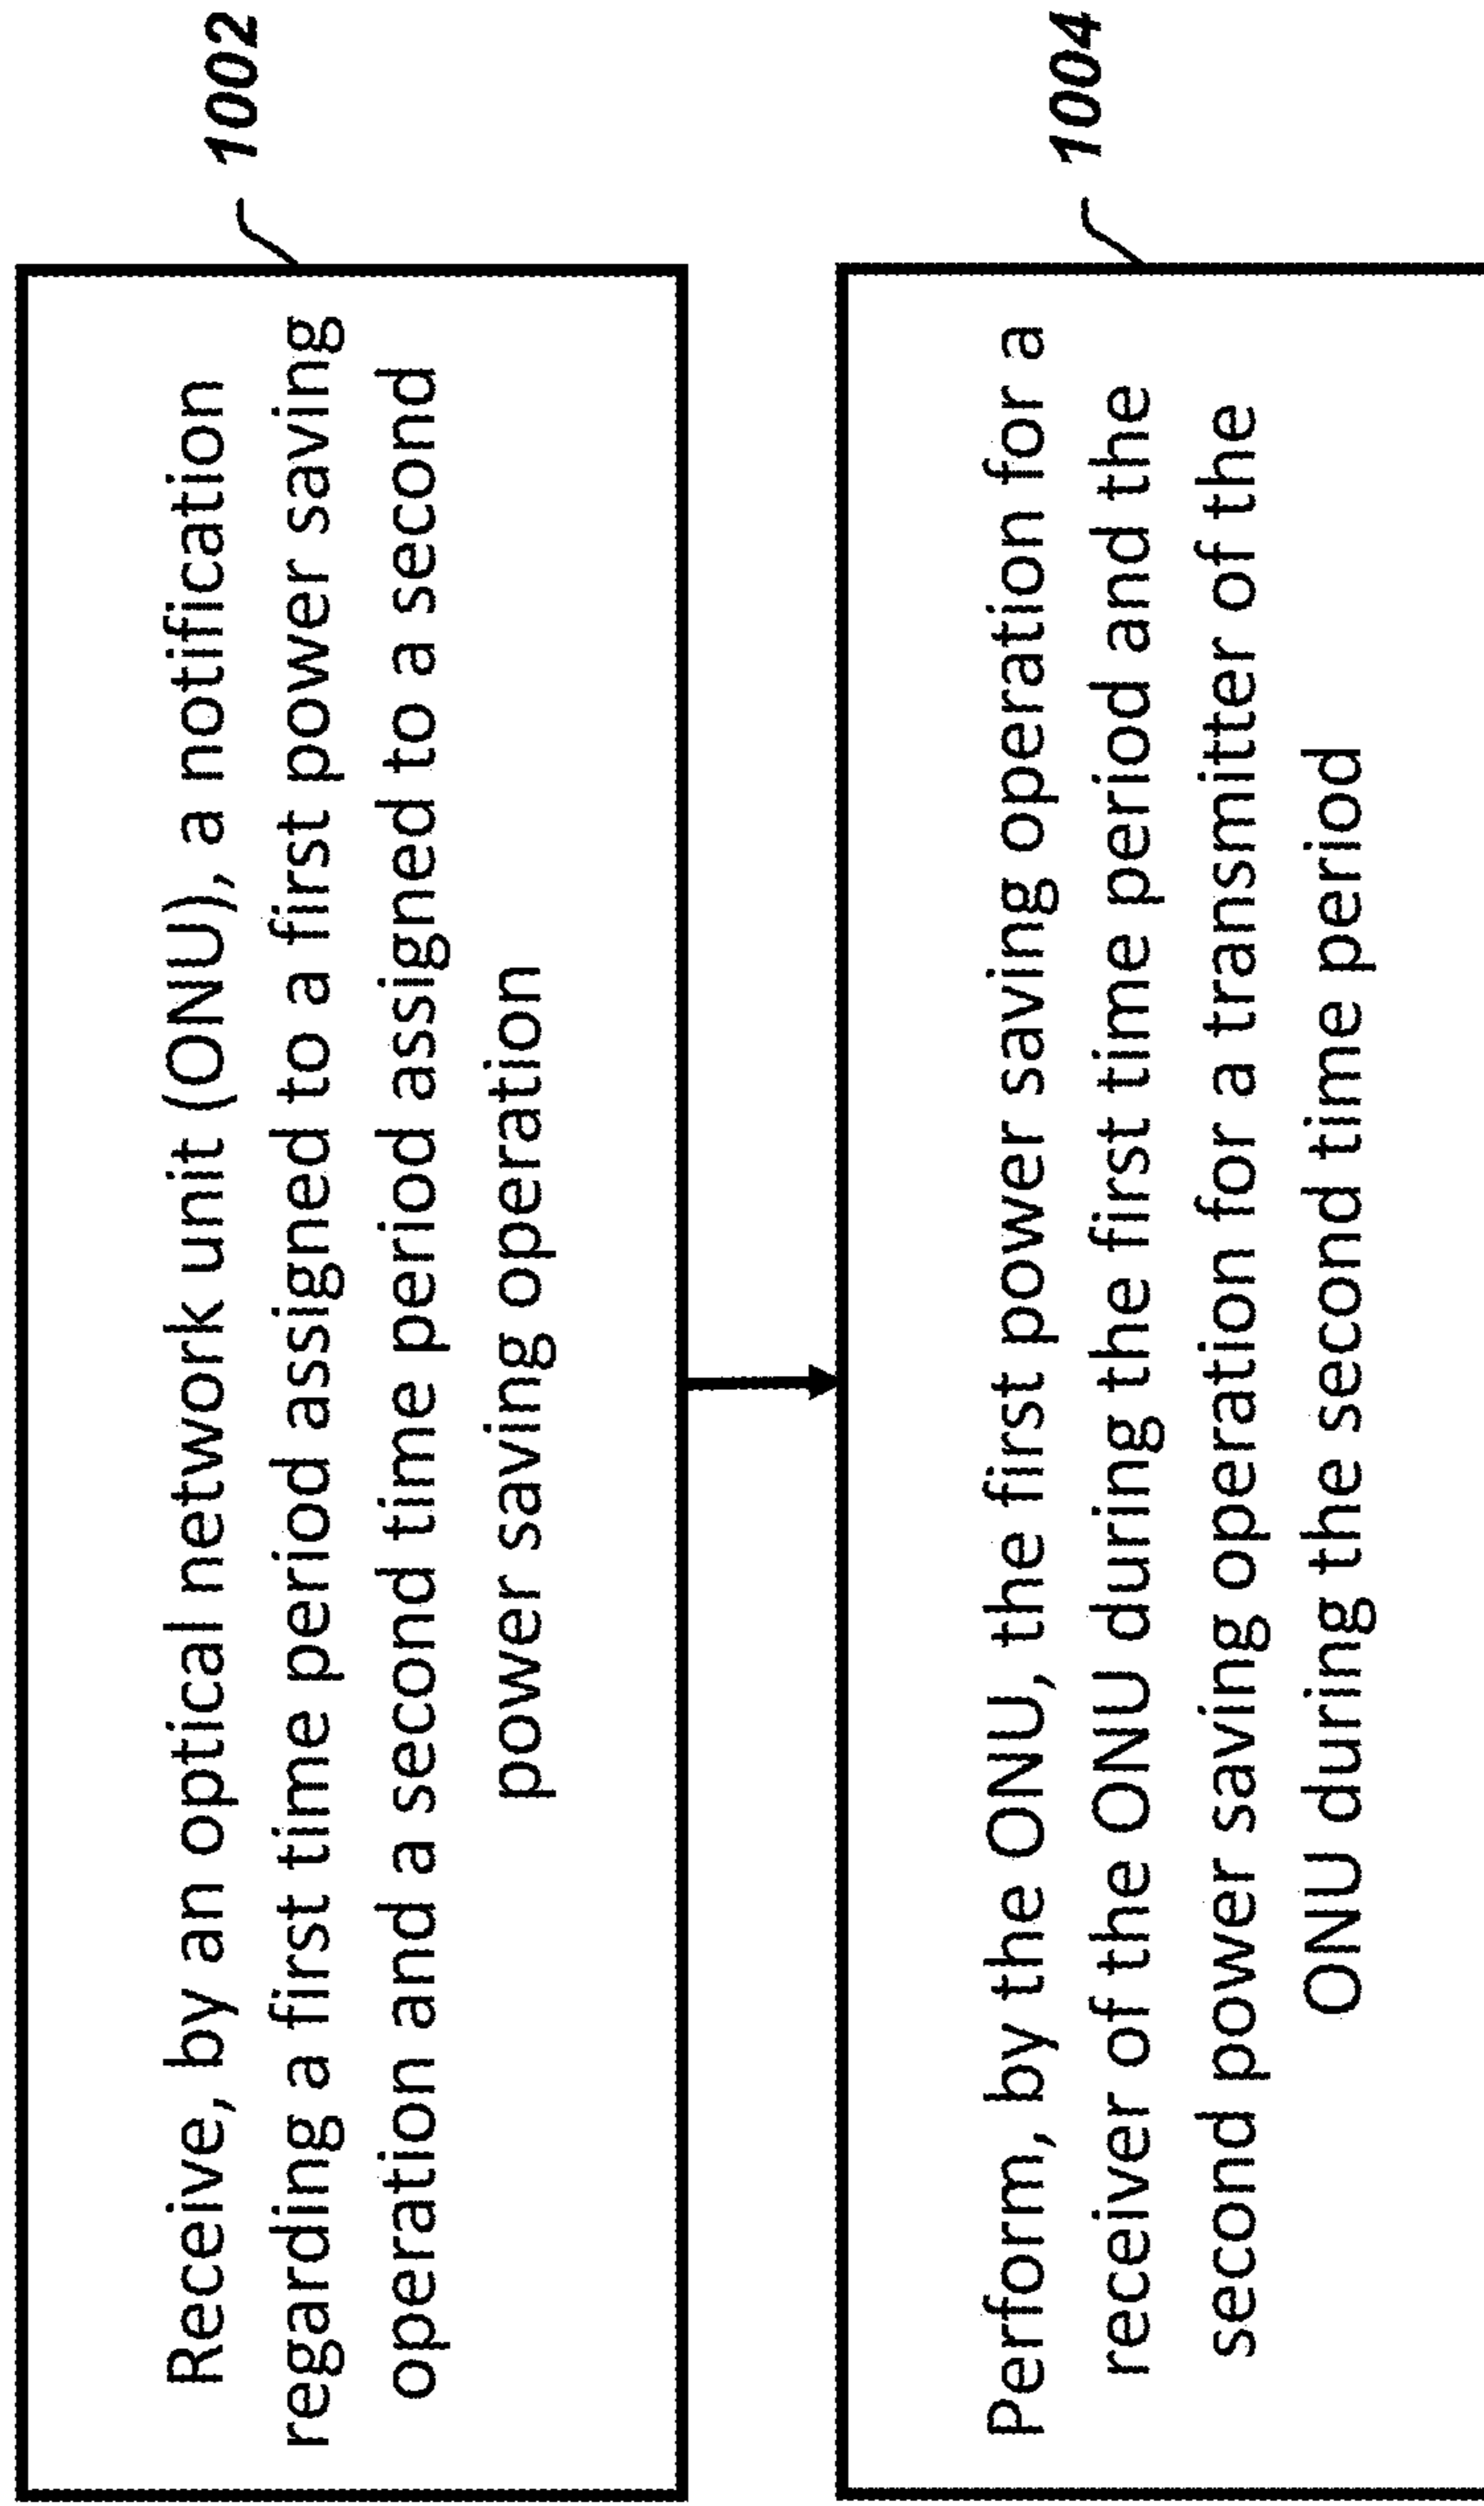 Receive, by an optical network unit (ONU), a notification
regarding a first time period assigned to a first power saving
operation and a second time period assigned to a second
power saving operation
1002
Perform, by the ONU, the first power saving operation for a
receiver of the ONU during the first time period and the
second power saving operation for a transmitter of the
ONU during the second time period
1004